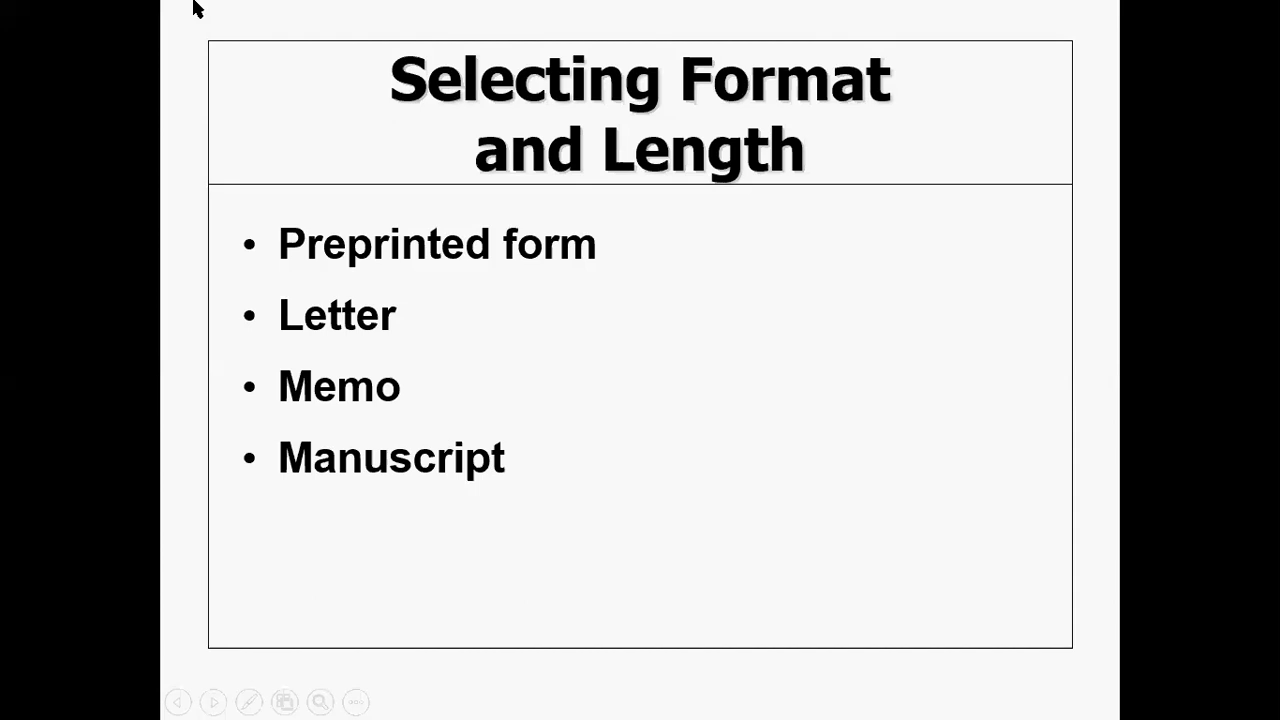 Selecting Format
and Length
• Preprinted form
• Letter
• Memo
• Manuscript